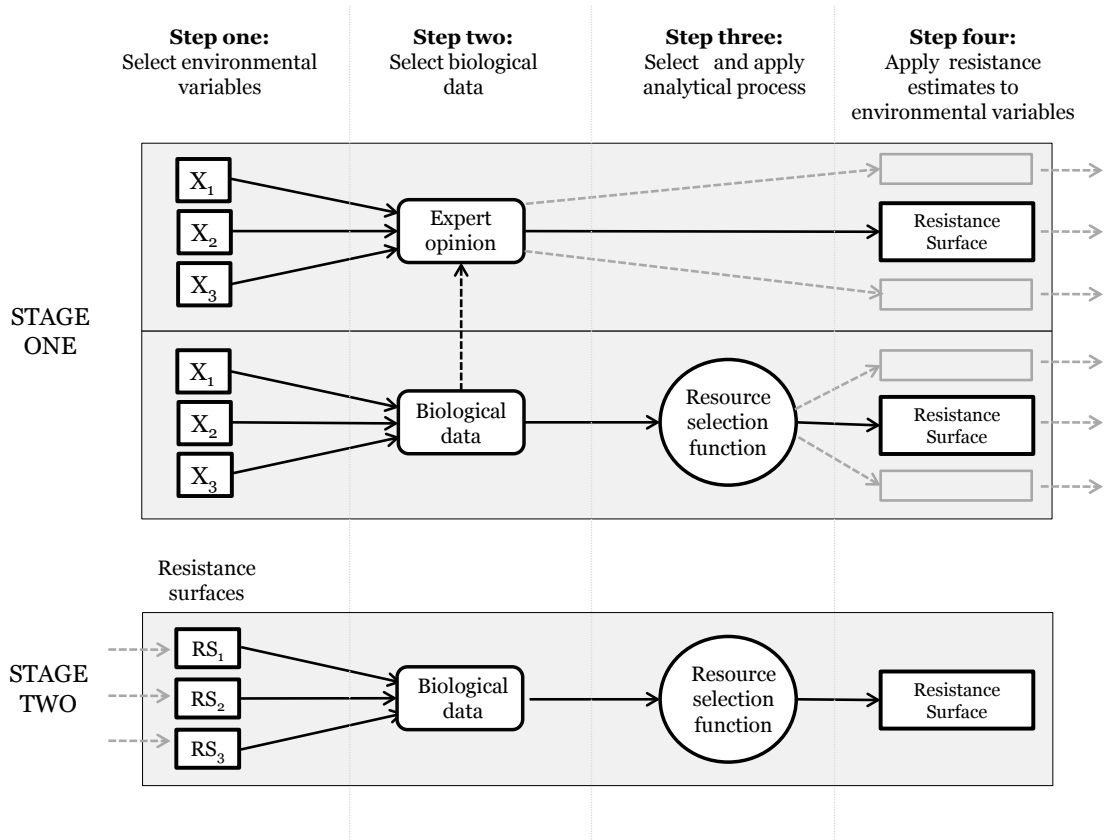 Step one:
Select environmental
variables
Step two:
Select biological
data
Step three:
Select and apply
analytical process
Step four:
Apply resistance
estimates to
environmental variables
STAGE
ONE
X₁
X₂
X₃
Expert
opinion
Resistance
Surface
X₁
X₂
X₃
Biological
data
Resource
selection
function
Resistance
Surface
Resistance
surfaces
STAGE
TWO
RS₁
RS₂
RS₃
Biological
data
Resource
selection
function
Resistance
Surface